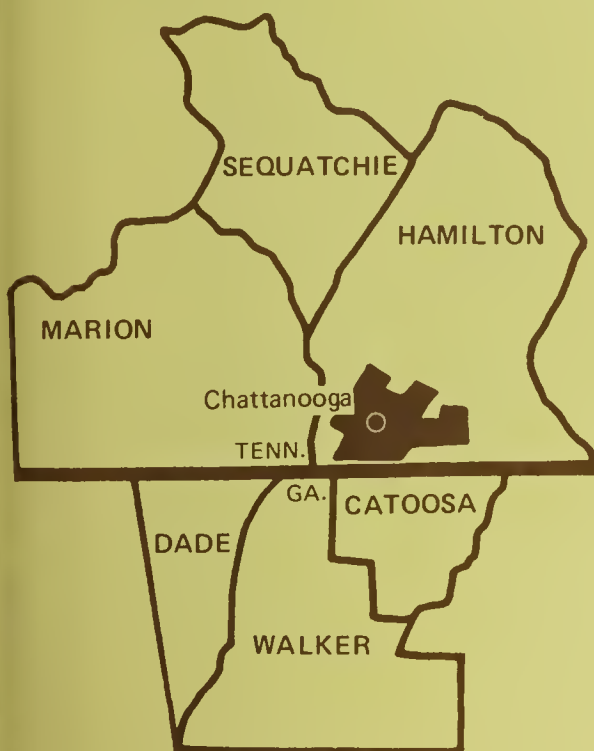 SEQUATCHIE
HAMILTON
MARION
Chattanooga
TENN.
GA.
CATOOSA
DADE
WALKER